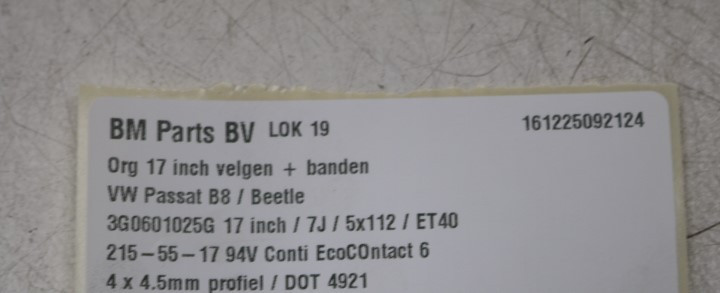 BM Parts BV LOK 19 161225092124
Org 17 inch velgen + banden
VW Passat B8 / Beetle
3G0601025G 17 inch / 7J / 5x112 / ET40
215-55-17 94V Conti EcoCOntact 6
4 x 4.5mm profiel / DOT 4921